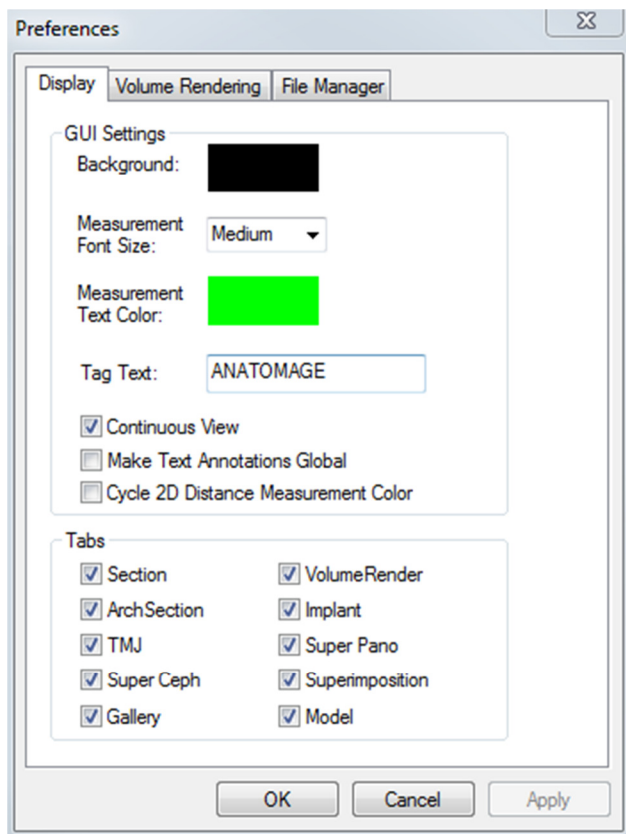 Preferences
Display Volume Rendering File Manager
GUI Settings
Background:
Measurement
Font Size:
Medium
Measurement
Text Color:
Tag Text:
ANATOMAGE
Continuous View
Make Text Annotations Global
Cycle 2D Distance Measurement Color
Tabs
Section VolumeRender
ArchSection Implant
TMJ Super Pano
Super Ceph Superimposition
Gallery Model
OK Cancel Apply